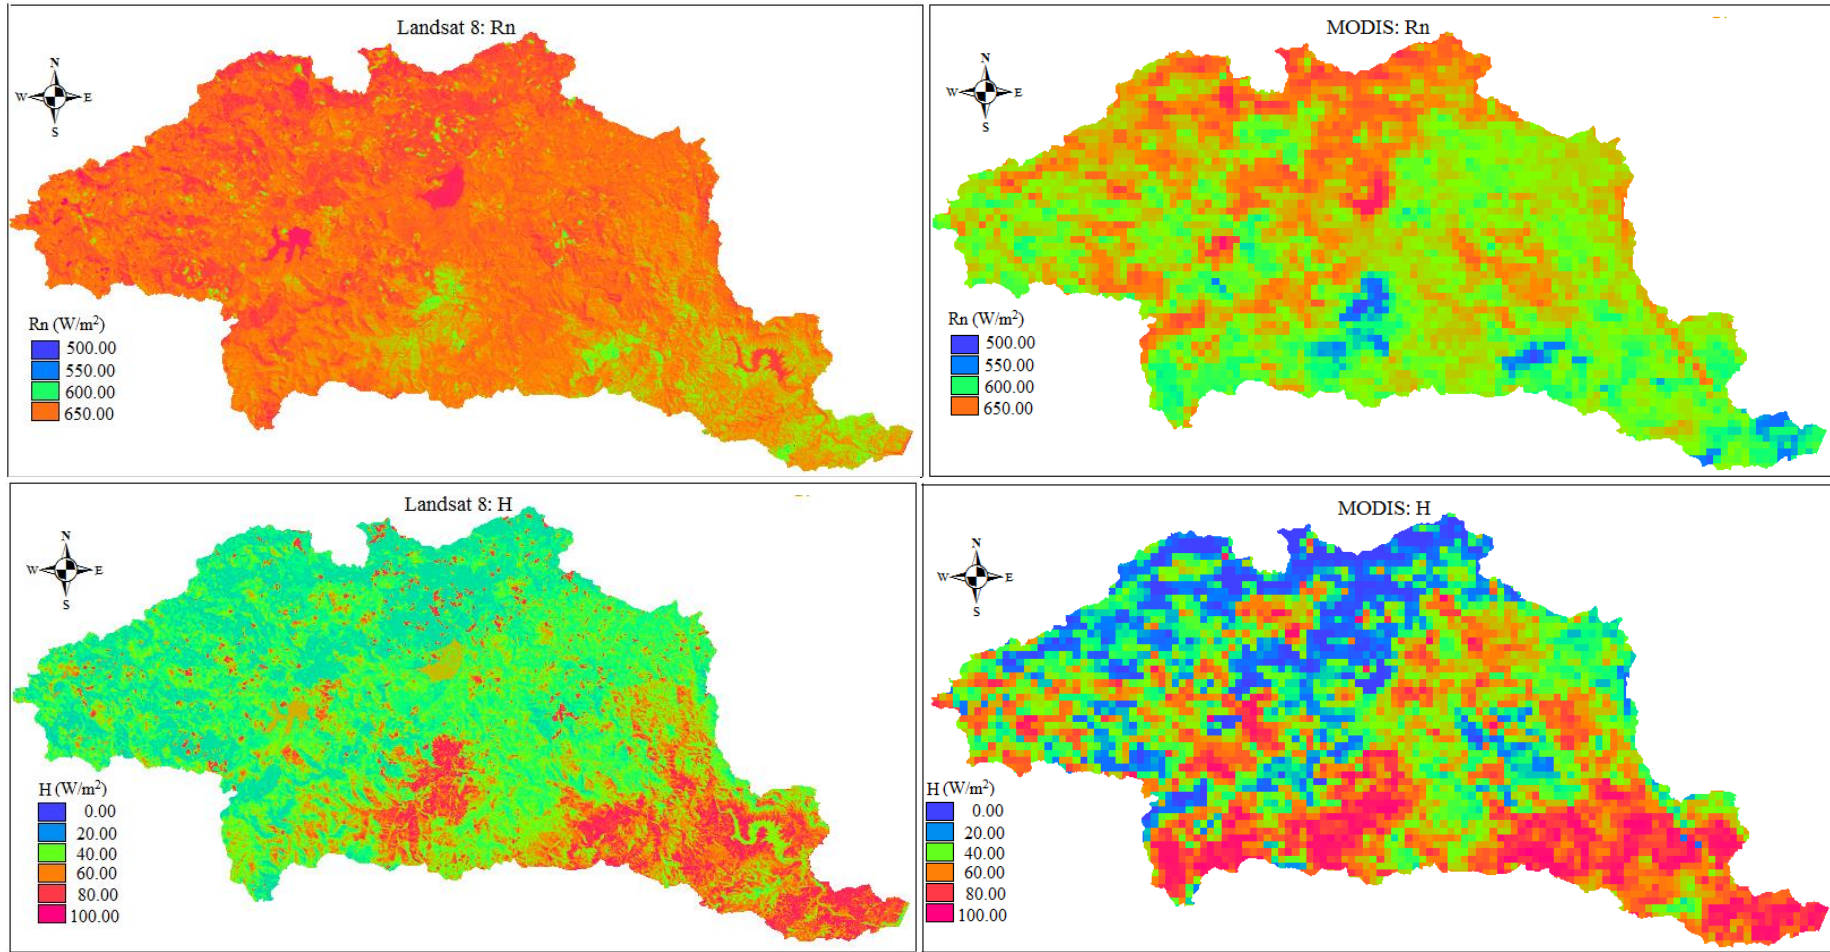 Landsat 8: Rn
N
W E
S
Rn (W/m²)
500.00
550.00
600.00
650.00
MODIS: Rn
N
W E
S
Rn (W/m²)
500.00
550.00
600.00
650.00
Landsat 8: H
N
W E
S
H (W/m²)
0.00
20.00
40.00
60.00
80.00
100.00
MODIS: H
N
W E
S
H (W/m²)
0.00
20.00
40.00
60.00
80.00
100.00